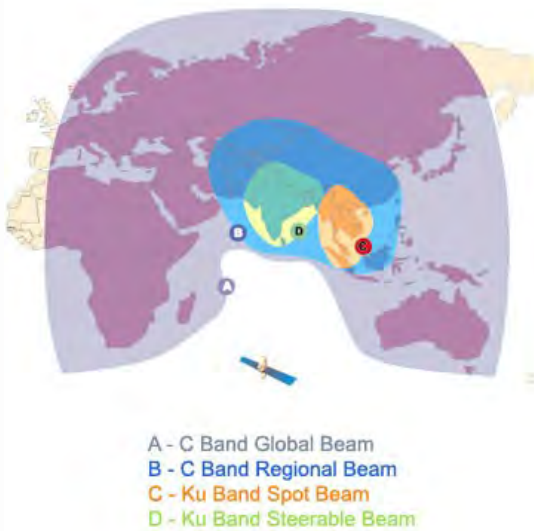 B
D
C
A
A - C Band Global Beam
B - C Band Regional Beam
C - Ku Band Spot Beam
D - Ku Band Steerable Beam